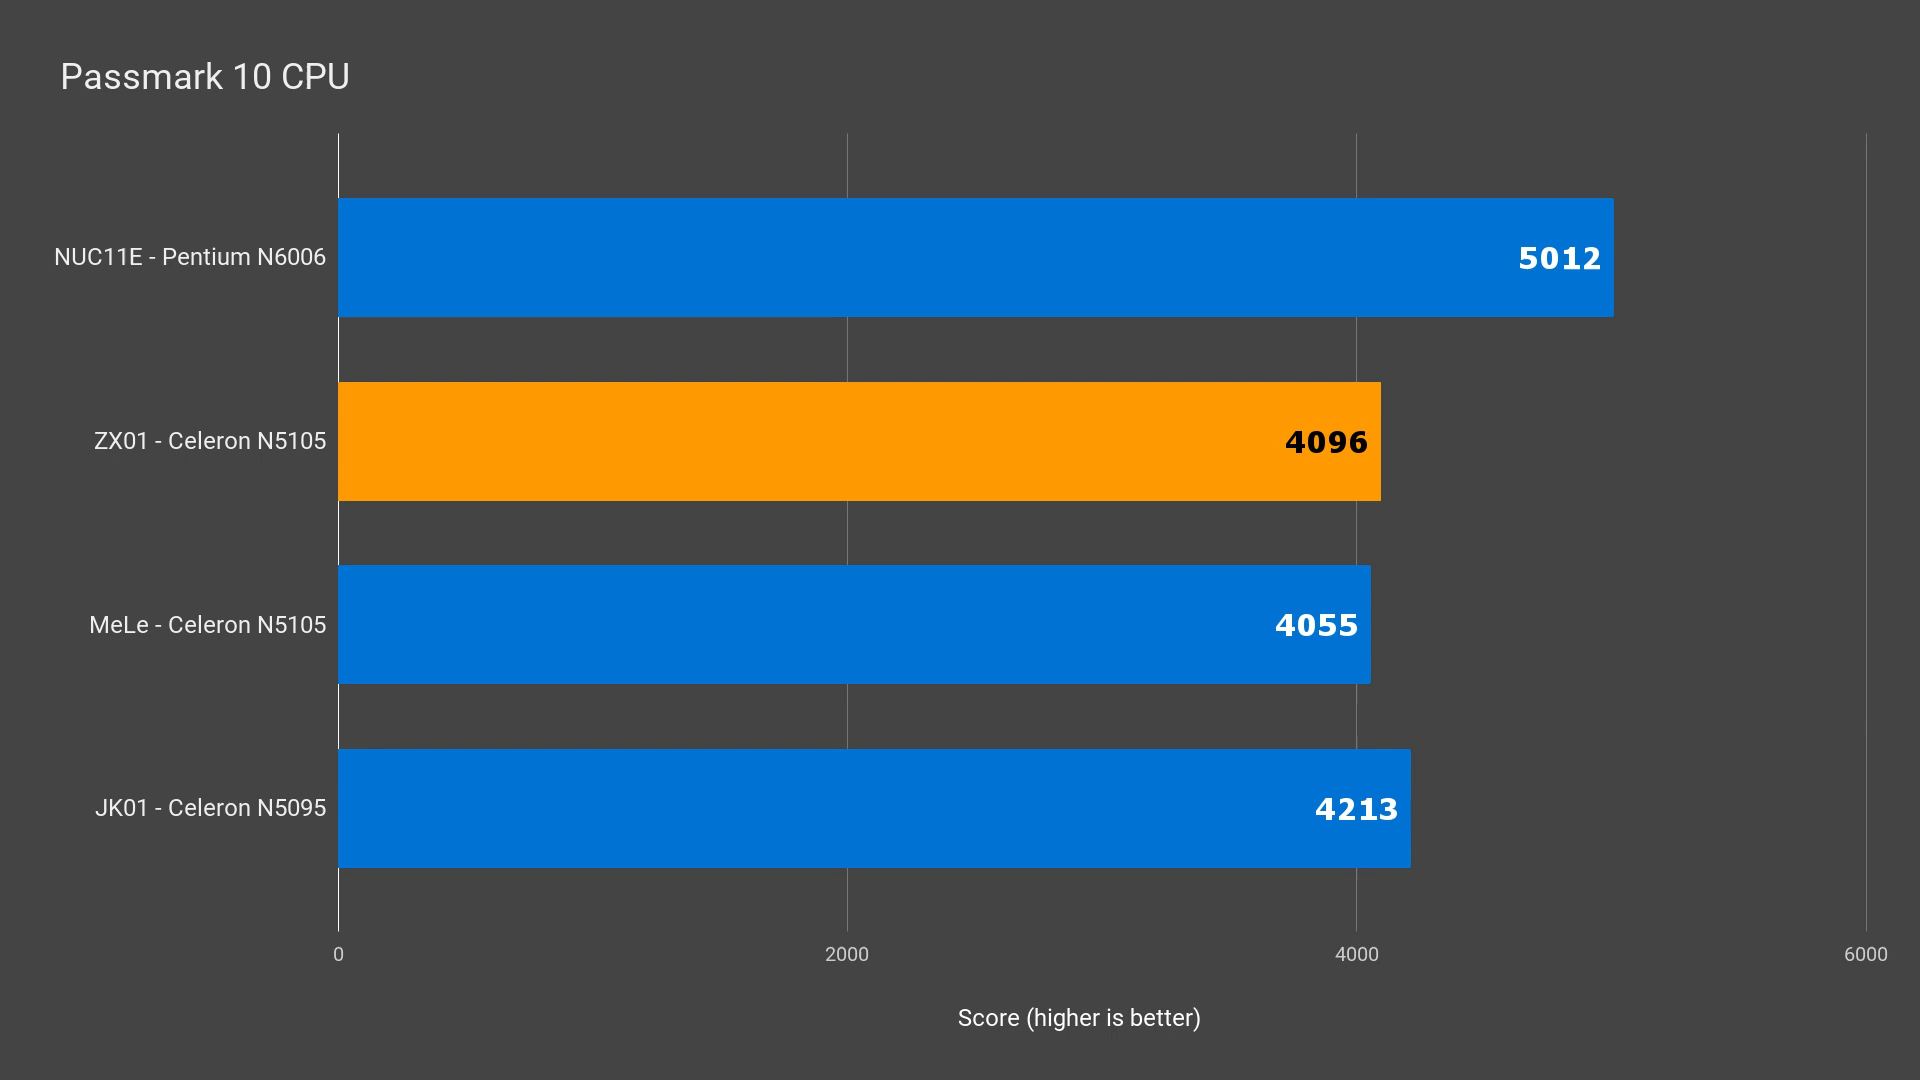 Passmark 10 CPU
NUC11E - Pentium N6006
5012
ZX01 - Celeron N5105
4096
MeLe - Celeron N5105
4055
JK01 - Celeron N5095
4213
0 2000 4000 6000
Score (higher is better)